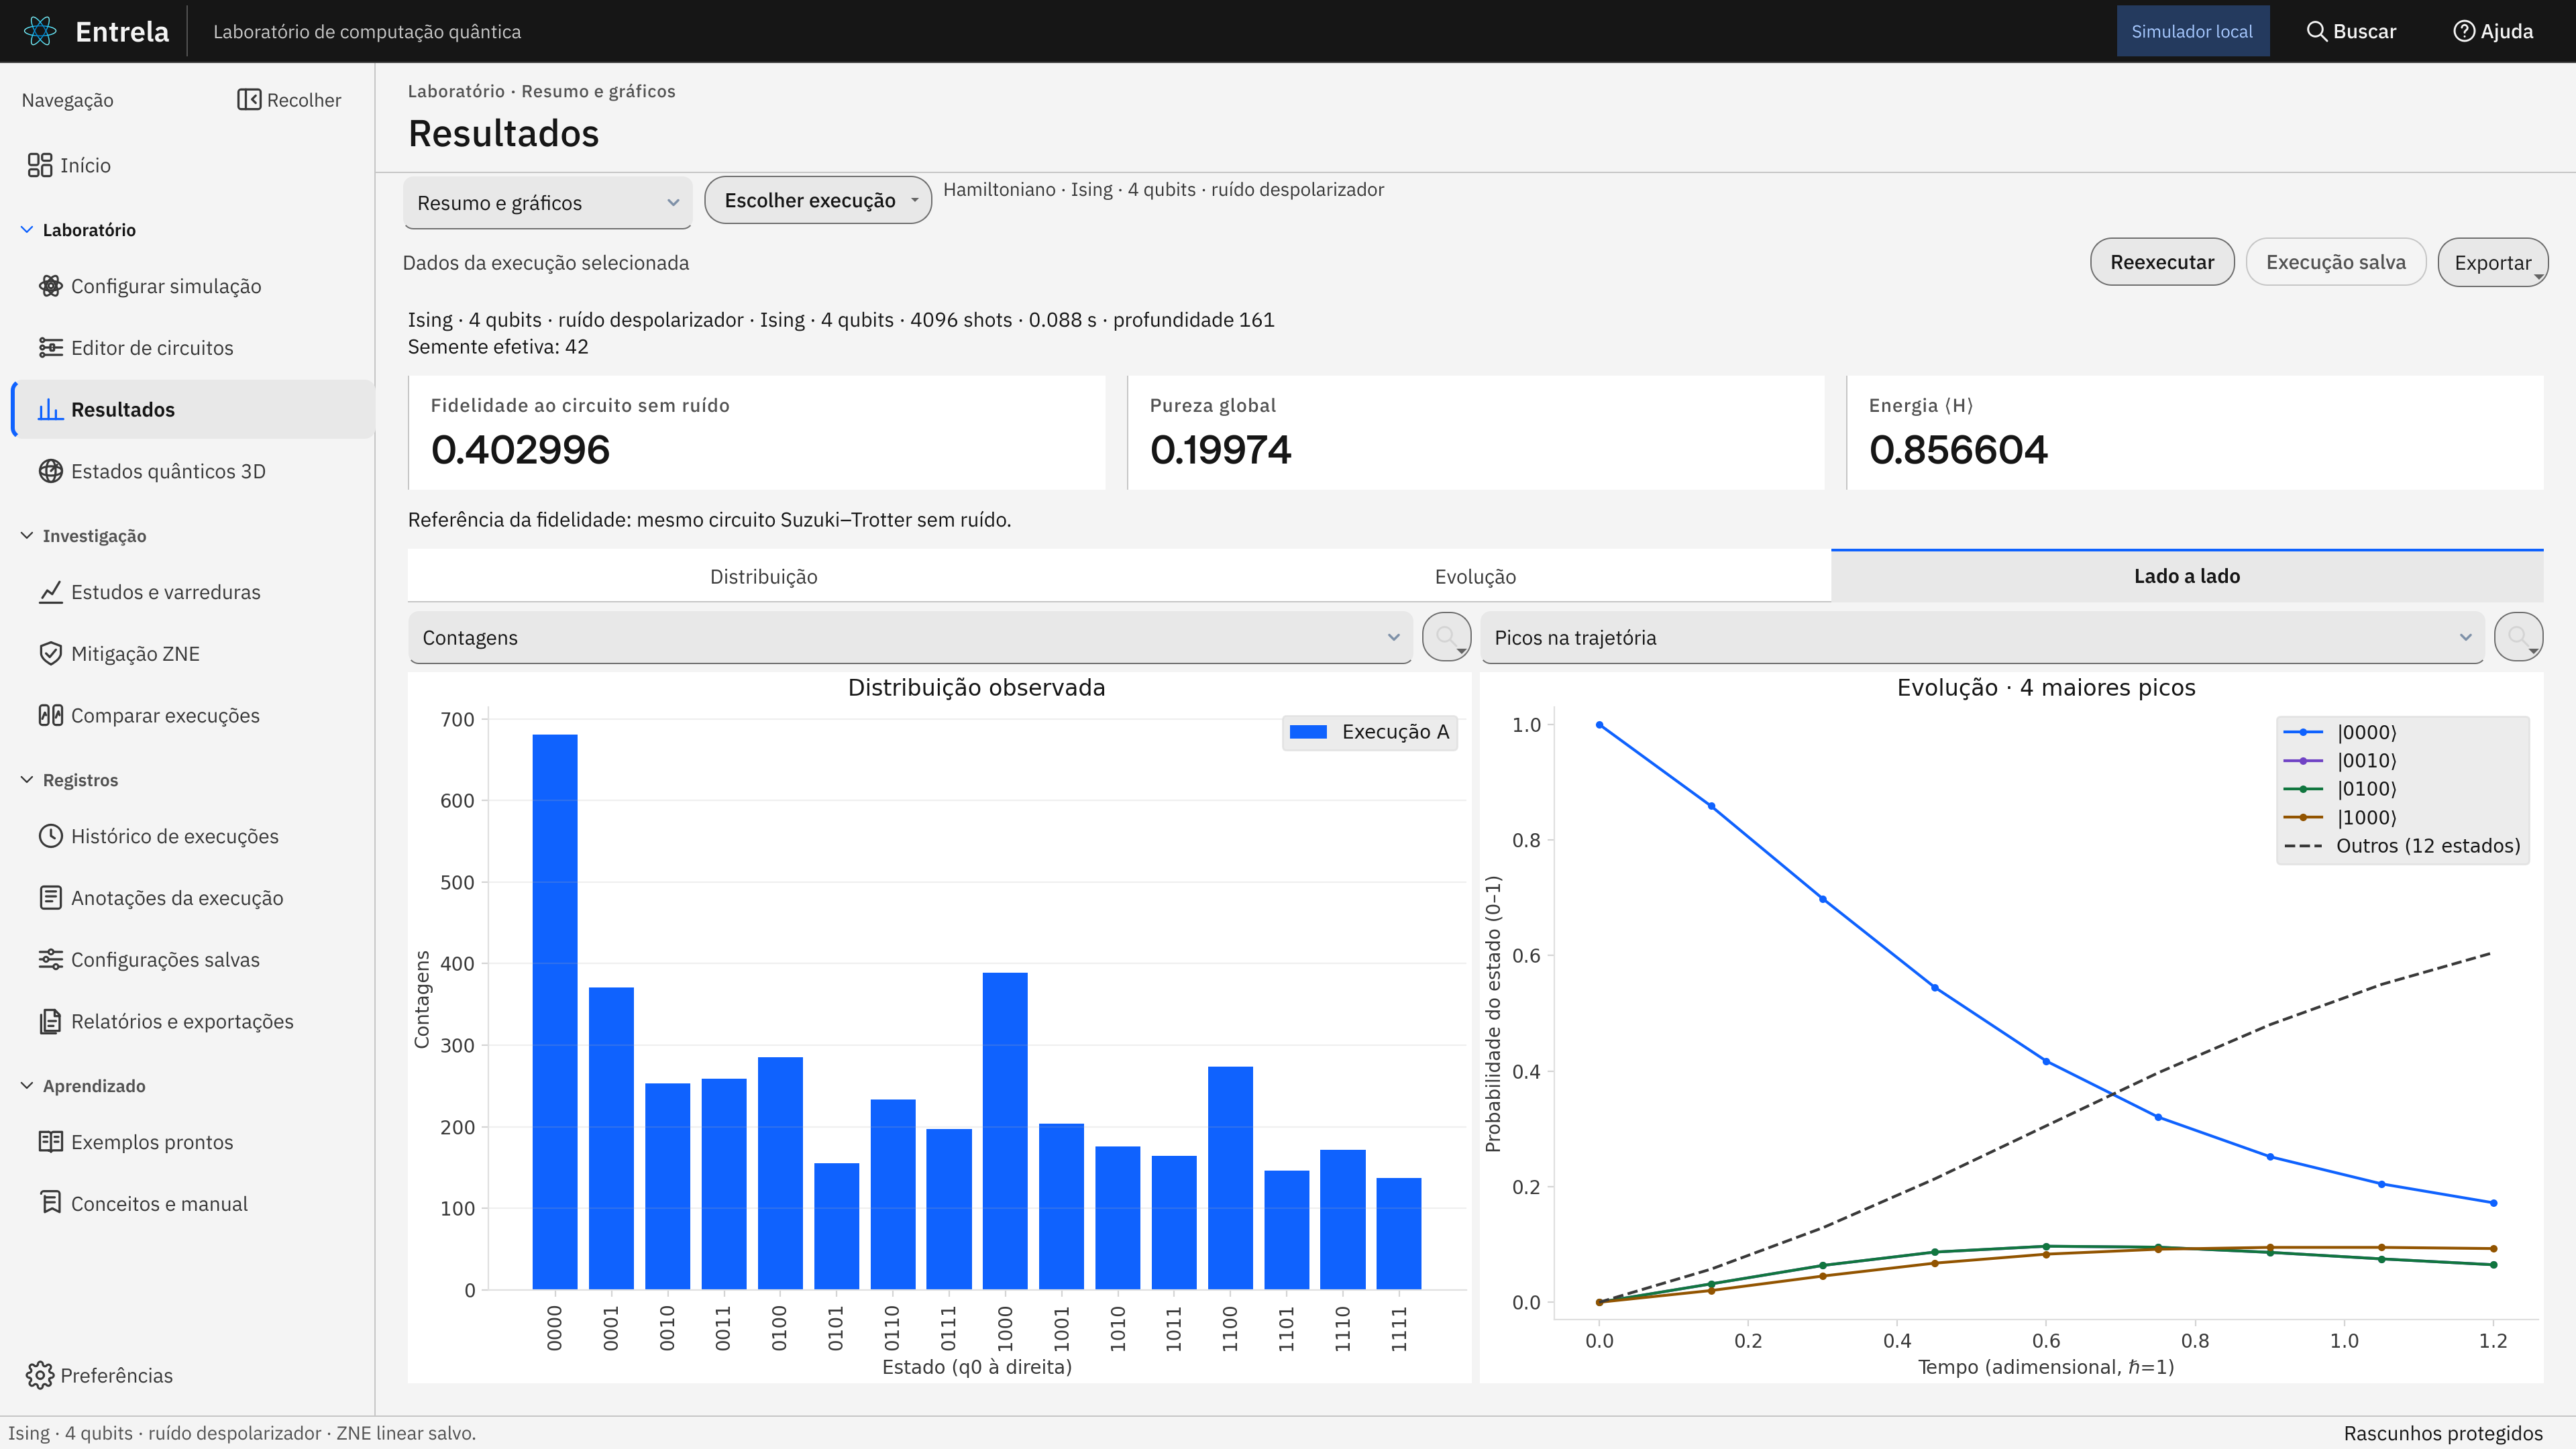 Entrela
Laboratório de computação quântica
Simulador local
Buscar
Ajuda
Navegação
Recolher
Início
Laboratório
Configurar simulação
Editor de circuitos
Resultados
Estados quânticos 3D
Investigação
Estudos e varreduras
Mitigação ZNE
Comparar execuções
Registros
Histórico de execuções
Anotações da execução
Configurações salvas
Relatórios e exportações
Aprendizado
Exemplos prontos
Conceitos e manual
Preferências
Laboratório · Resumo e gráficos
Resultados
Resumo e gráficos
Escolher execução
Hamiltoniano · Ising · 4 qubits · ruído despolarizador
Dados da execução selecionada
Reexecutar
Execução salva
Exportar
Ising · 4 qubits · ruído despolarizador · Ising · 4 qubits · 4096 shots · 0.088 s · profundidade 161
Semente efetiva: 42
Fidelidade ao circuito sem ruído
0.402996
Pureza global
0.19974
Energia ⟨H⟩
0.856604
Referência da fidelidade: mesmo circuito Suzuki–Trotter sem ruído.
Distribuição
Evolução
Lado a lado
Contagens
Picos na trajetória
Distribuição observada
Execução A
Contagens
700
600
500
400
300
200
100
0
0000
0001
0010
0011
0100
0101
0110
0111
1000
1001
1010
1011
1100
1101
1110
1111
Estado (q0 à direita)
Evolução · 4 maiores picos
|0000⟩
|0010⟩
|0100⟩
|1000⟩
Outros (12 estados)
Probabilidade do estado (0–1)
1.0
0.8
0.6
0.4
0.2
0.0
0.0
0.2
0.4
0.6
0.8
1.0
1.2
Tempo (adimensional, ℏ=1)
Ising · 4 qubits · ruído despolarizador · ZNE linear salvo.
Rascunhos protegidos